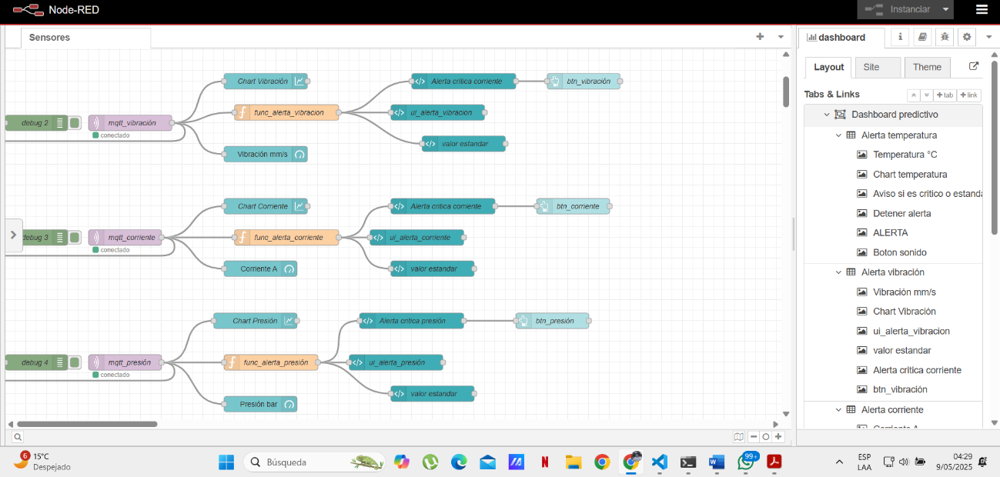 Node-RED
Instanciar
Sensores
dashboard
Layout
Site
Theme
Tabs & Links
tab
link
Chart Vibración
Alerta critica corriente
btn_vibración
func_alerta_vibracion
ui_alerta_vibracion
debug 2
mqtt_vibración
conectado
valor estandar
Vibración mm/s
Chart Corriente
Alerta critica corriente
btn_corriente
debug 3
mqtt_corriente
func_alerta_corriente
ui_alerta_corriente
conectado
Corriente A
valor estandar
Chart Presión
Alerta critica presión
btn_presión
debug 4
mqtt_presión
func_alerta_presión
ui_alerta_presión
conectado
valor estandar
Presión bar
Dashboard predictivo
Alerta temperatura
Temperatura °C
Chart temperatura
Aviso si es critico o estanda
Detener alerta
ALERTA
Boton sonido
Alerta vibración
Vibración mm/s
Chart Vibración
ui_alerta_vibracion
valor estandar
Alerta critica corriente
btn_vibración
Alerta corriente
Corriente A
6
15°C
Despejado
Búsqueda
99+
ESP
LAA
04:29
9/05/2025